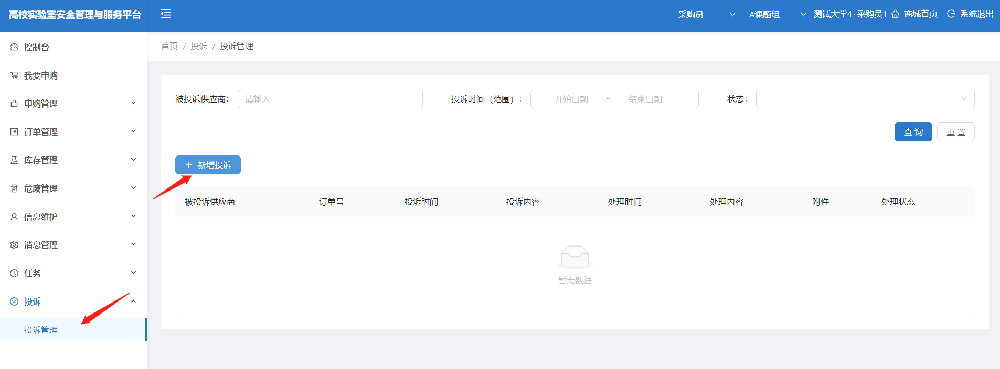 高校实验室安全管理与服务平台
采购员 A课题组 测试大学4 · 采购员1 商城首页 系统退出
首页 / 投诉 / 投诉管理
控制台
我要申购
申购管理
订单管理
库存管理
危废管理
信息维护
消息管理
任务
投诉
投诉管理
被投诉供应商： 请输入 投诉时间（范围）： 开始日期 ~ 结束日期 状态：
查 询 重 置
新增投诉
被投诉供应商 订单号 投诉时间 投诉内容 处理时间 处理内容 附件 处理状态
暂无数据